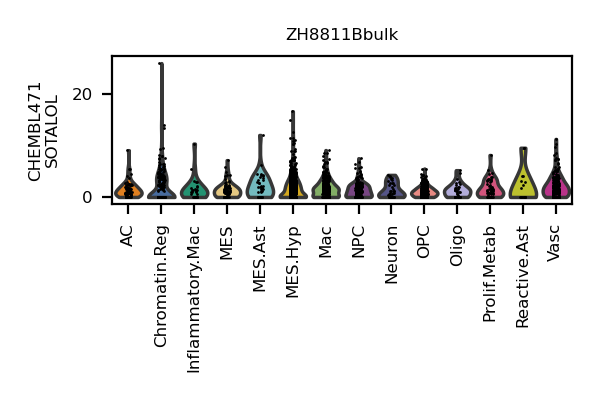 ZH8811Bbulk
CHEMBL471
SOTALOL
20
0
AC
Chromatin.Reg
Inflammatory.Mac
MES
MES.Ast
MES.Hyp
Mac
NPC
Neuron
OPC
Oligo
Prolif.Metab
Reactive.Ast
Vasc